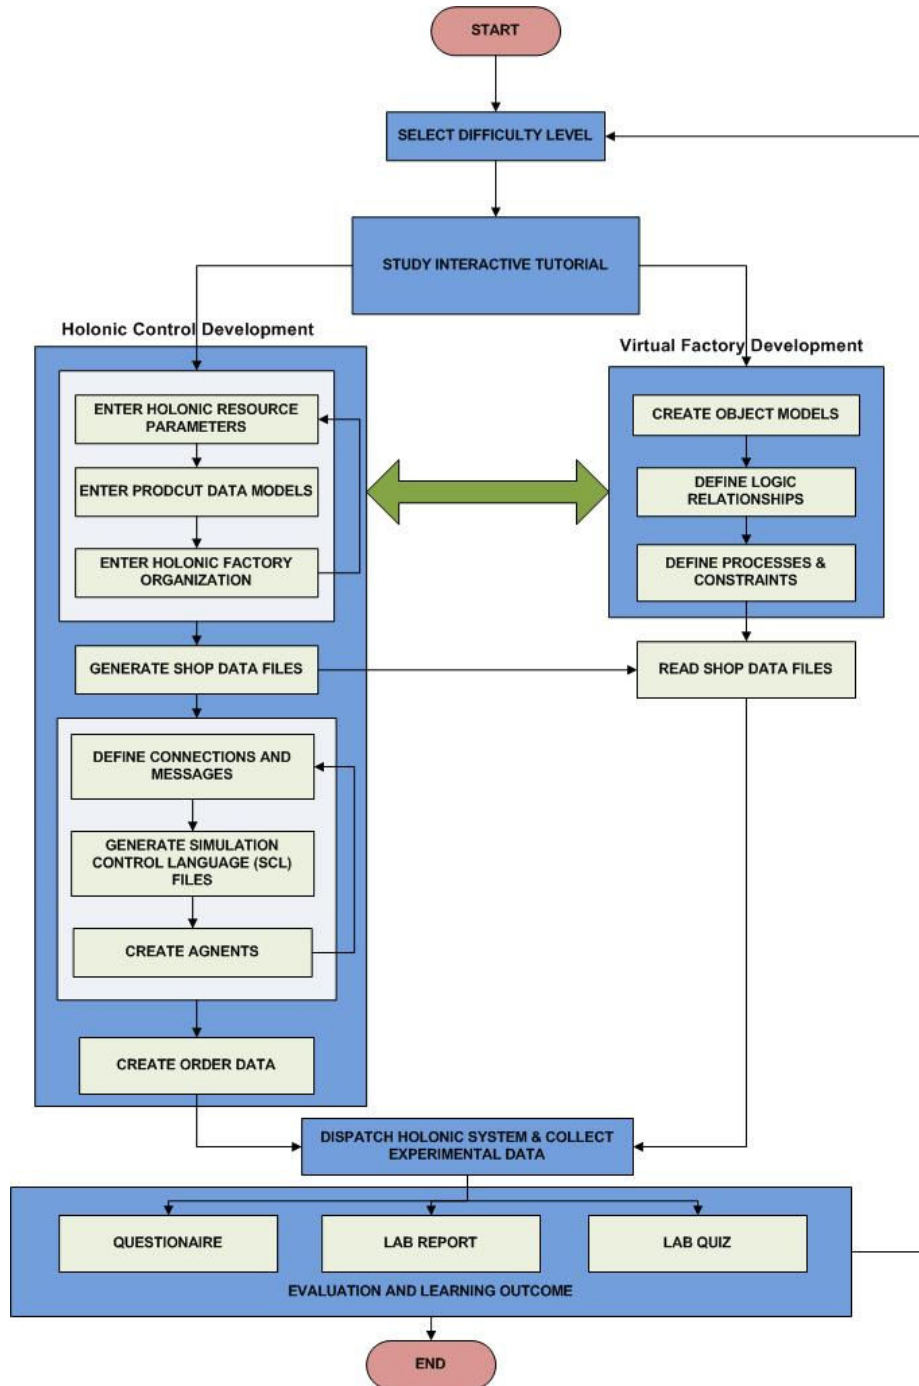 START
SELECT DIFFICULTY LEVEL
STUDY INTERACTIVE TUTORIAL
Holonic Control Development
ENTER HOLONIC RESOURCE
PARAMETERS
ENTER PRODCUT DATA MODELS
ENTER HOLONIC FACTORY
ORGANIZATION
GENERATE SHOP DATA FILES
DEFINE CONNECTIONS AND
MESSAGES
GENERATE SIMULATION
CONTROL LANGUAGE (SCL)
FILES
CREATE AGNENTS
CREATE ORDER DATA
Virtual Factory Development
CREATE OBJECT MODELS
DEFINE LOGIC
RELATIONSHIPS
DEFINE PROCESSES &
CONSTRAINTS
READ SHOP DATA FILES
DISPATCH HOLONIC SYSTEM & COLLECT
EXPERIMENTAL DATA
QUESTIONAIRE
LAB REPORT
LAB QUIZ
EVALUATION AND LEARNING OUTCOME
END